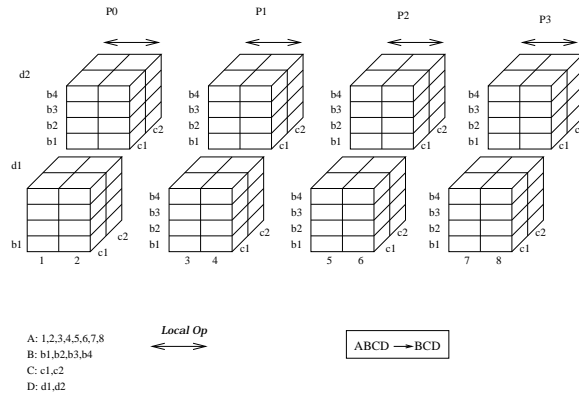 P0 P1 P2 P3
d2
b4 b4 b4 b4
b3 b3 b3 b3
b2 c2 b2 c2 b2 c2 b2 c2
b1 c1 b1 c1 b1 c1 b1 c1
d1
b4 b4 b4
b3 b3 b3
b2 b2 b2
c2 c2 c2 c2
b1 c1 b1 c1 b1 c1 b1 c1
1 2 3 4 5 6 7 8
Local Op
A: 1,2,3,4,5,6,7,8
B: b1,b2,b3,b4
C: c1,c2
D: d1,d2
ABCD → BCD